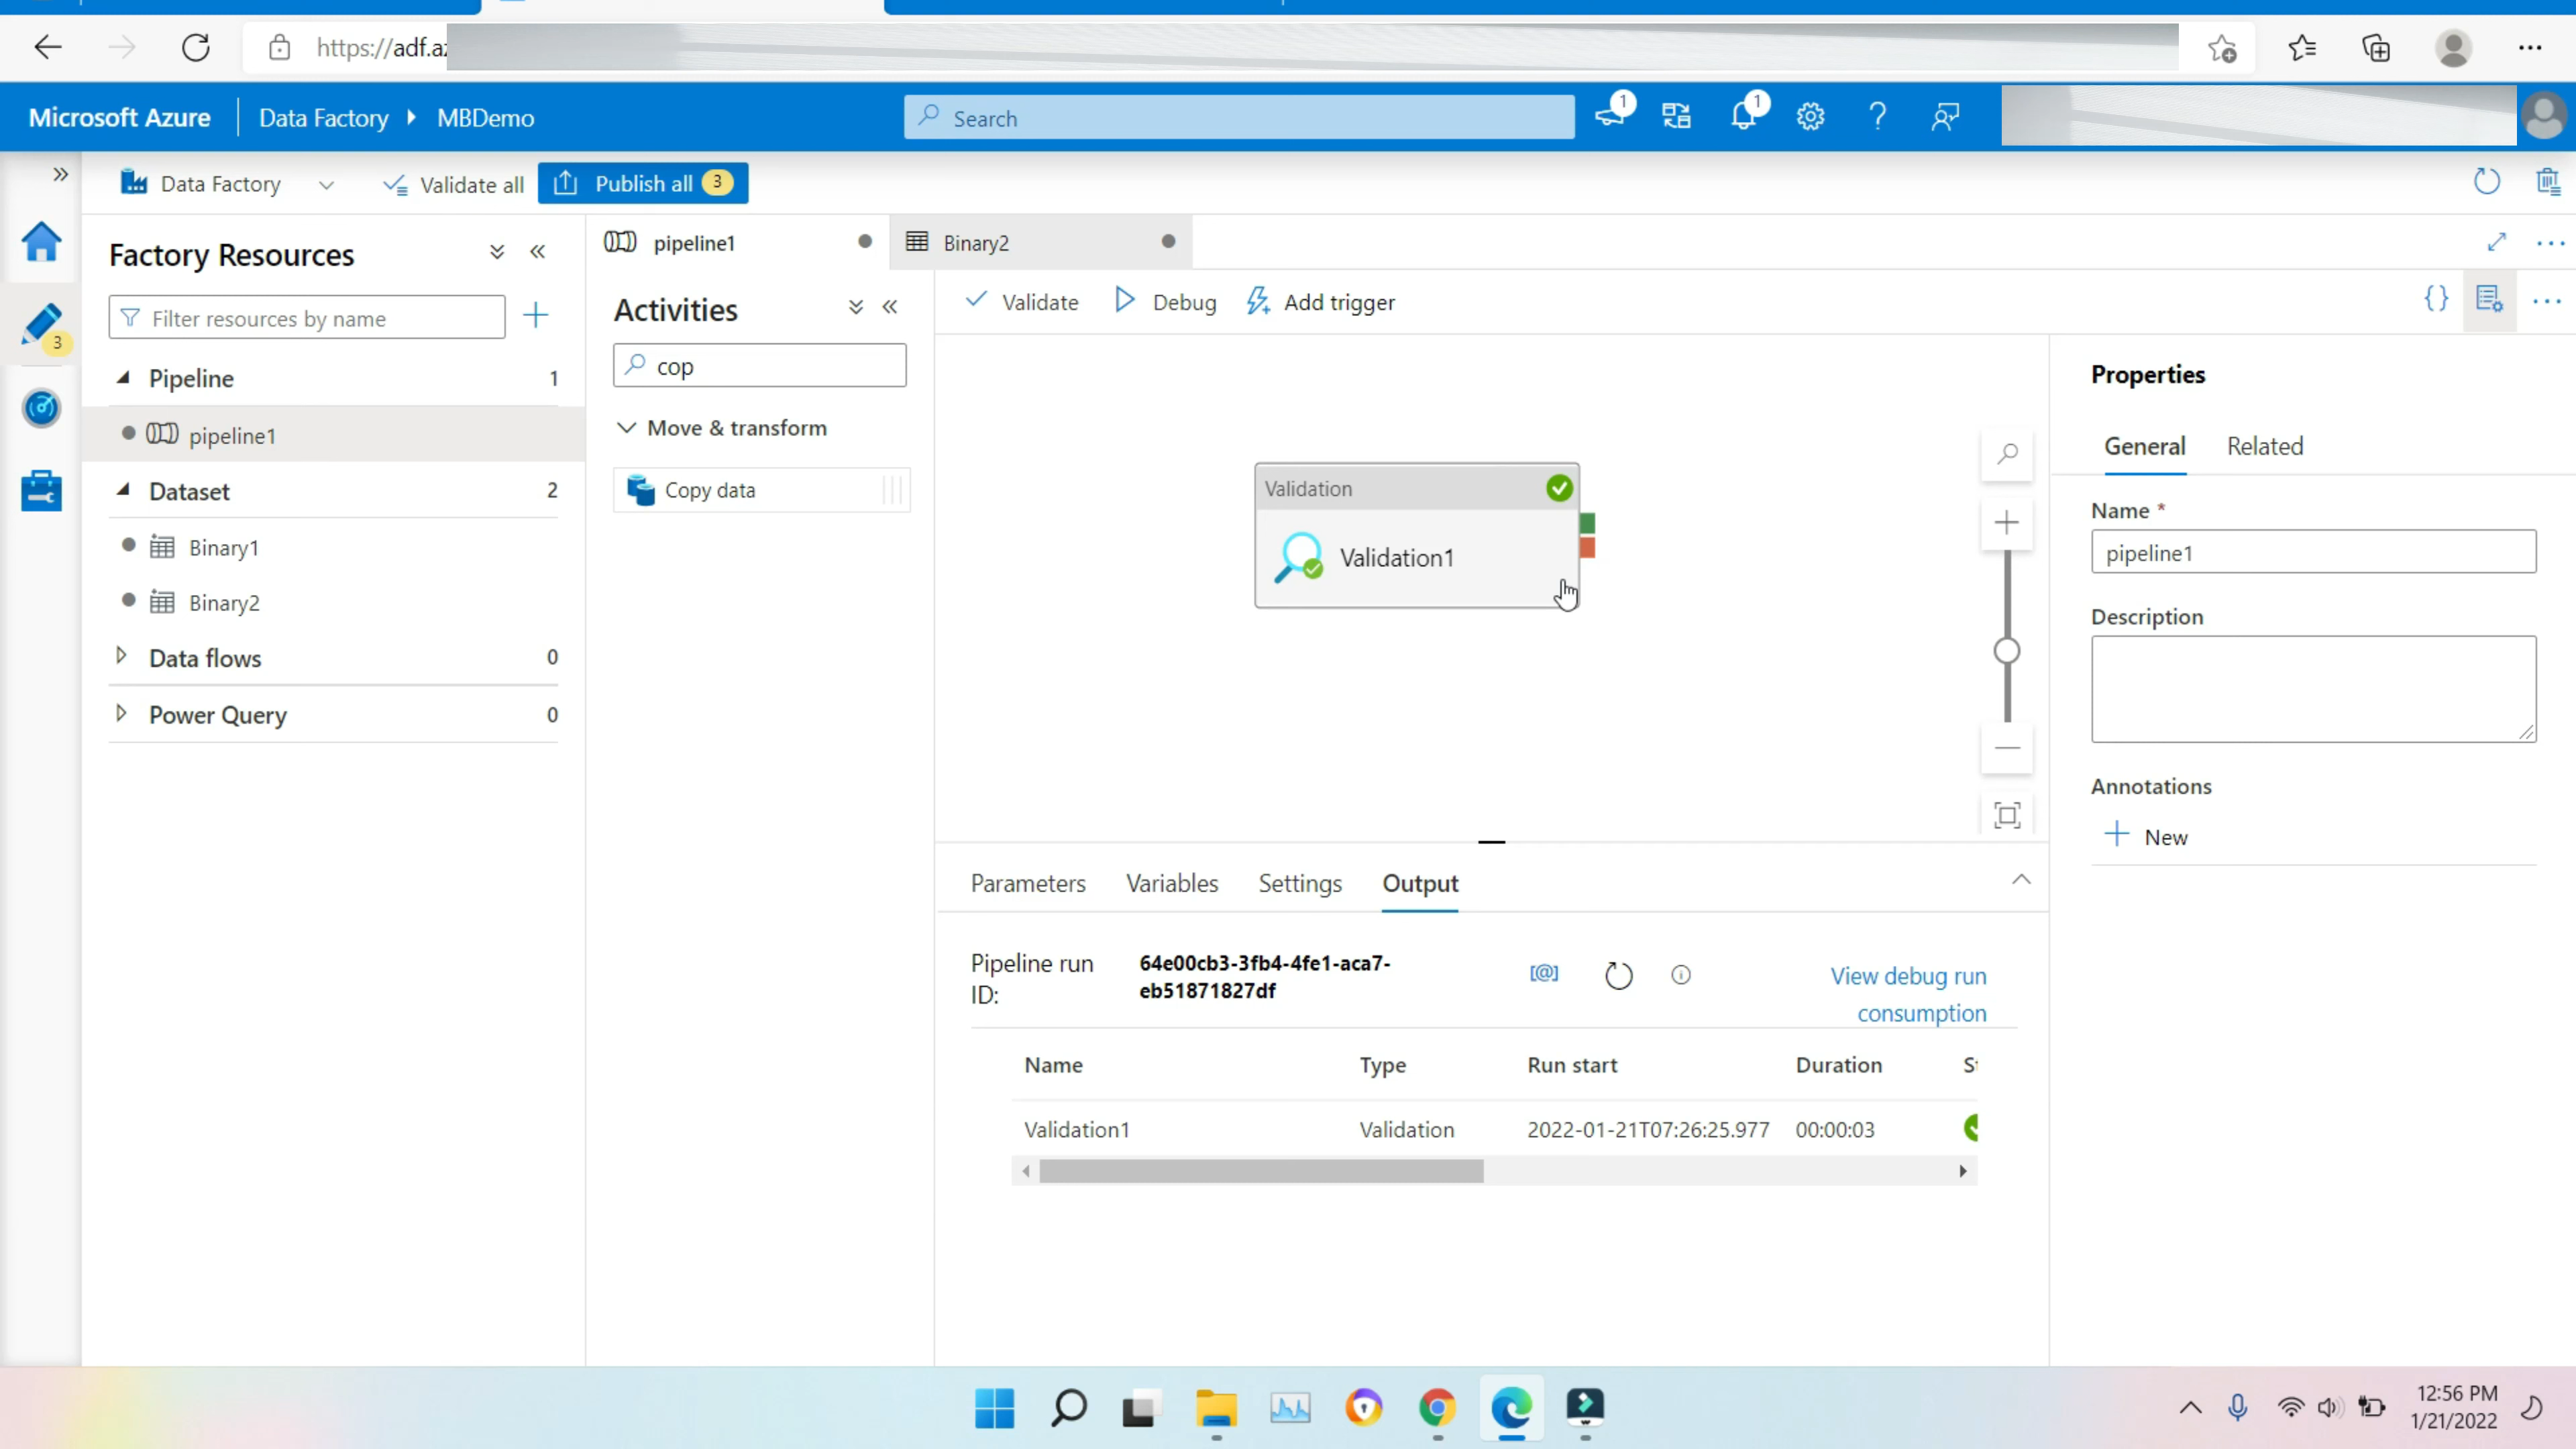 https://adf.az
Microsoft Azure Data Factory MBDemo Search 1 1
Data Factory Validate all Publish all 3
Factory Resources
pipeline1 Binary2
Activities
Validate Debug Add trigger
Filter resources by name
3
cop
Pipeline 1
pipeline1
Move & transform
Copy data
Dataset 2
Binary1
Binary2
Data flows 0
Power Query 0
Validation
Validation1
Properties
General Related
Name *
pipeline1
Description
Annotations
New
Parameters Variables Settings Output
Pipeline run
ID:
64e00cb3-3fb4-4fe1-aca7-
eb51871827df
[@]
View debug run
consumption
Name Type Run start Duration
Validation1 Validation 2022-01-21T07:26:25.977 00:00:03
12:56 PM
1/21/2022